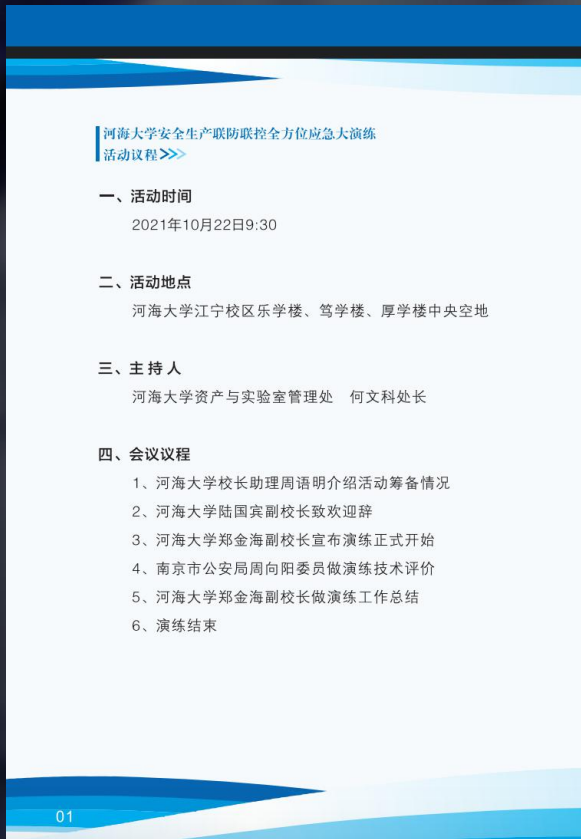 河海大学安全生产联防联控全方位应急大演练
活动议程>>>
一、活动时间
2021年10月22日9:30
二、活动地点
河海大学江宁校区乐学楼、笃学楼、厚学楼中央空地
三、主 持 人
河海大学资产与实验室管理处　何文科处长
四、会议议程
1、河海大学校长助理周语明介绍活动筹备情况
2、河海大学陆国宾副校长致欢迎辞
3、河海大学郑金海副校长宣布演练正式开始
4、南京市公安局周向阳委员做演练技术评价
5、河海大学郑金海副校长做演练工作总结
6、演练结束
01